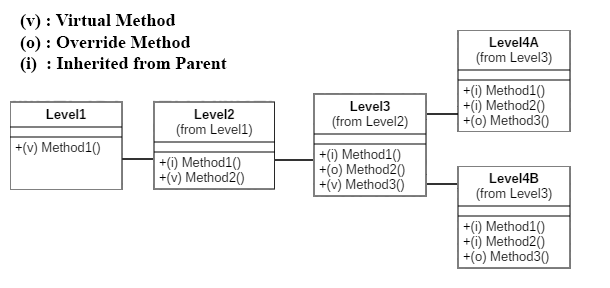 (v) : Virtual Method
(o) : Override Method
(i) : Inherited from Parent
Level1
+(v) Method1()
Level2
(from Level1)
+(i) Method1()
+(v) Method2()
Level3
(from Level2)
+(i) Method1()
+(o) Method2()
+(v) Method3()
Level4A
(from Level3)
+(i) Method1()
+(i) Method2()
+(o) Method3()
Level4B
(from Level3)
+(i) Method1()
+(i) Method2()
+(o) Method3()